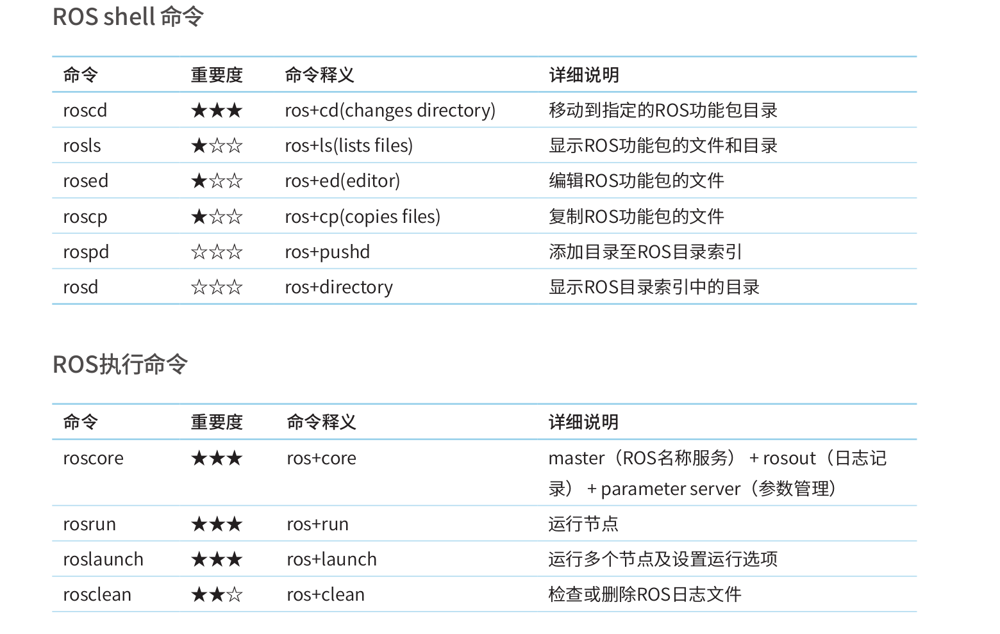 ROS shell 命令
命令 重要度 命令释义 详细说明
roscd ★★★ ros+cd(changes directory) 移动到指定的ROS功能包目录
rosls ★☆☆ ros+ls(lists files) 显示ROS功能包的文件和目录
rosed ★☆☆ ros+ed(editor) 编辑ROS功能包的文件
roscp ★☆☆ ros+cp(copies files) 复制ROS功能包的文件
rospd ☆☆☆ ros+pushd 添加目录至ROS目录索引
rosd ☆☆☆ ros+directory 显示ROS目录索引中的目录
ROS执行命令
命令 重要度 命令释义 详细说明
roscore ★★★ ros+core master（ROS名称服务） + rosout（日志记
录） + parameter server（参数管理）
rosrun ★★★ ros+run 运行节点
roslaunch ★★★ ros+launch 运行多个节点及设置运行选项
rosclean ★★☆ ros+clean 检查或删除ROS日志文件